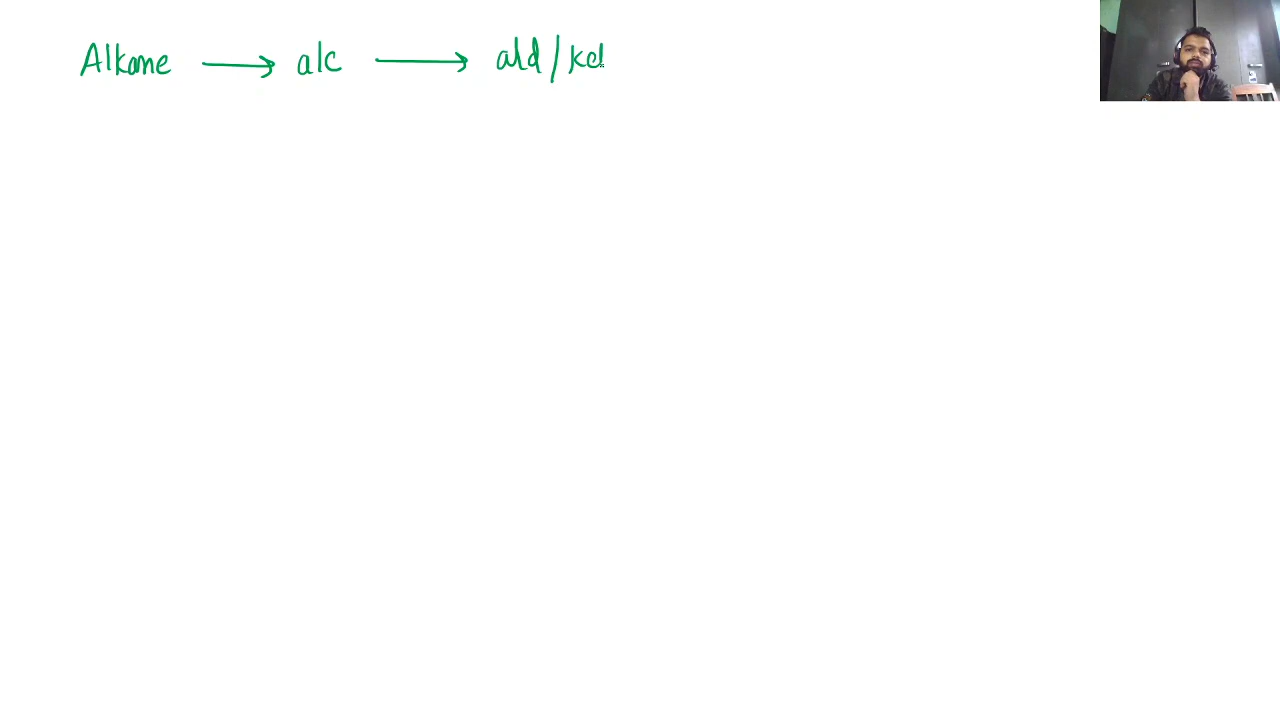 Alkane → alc → ald/ket